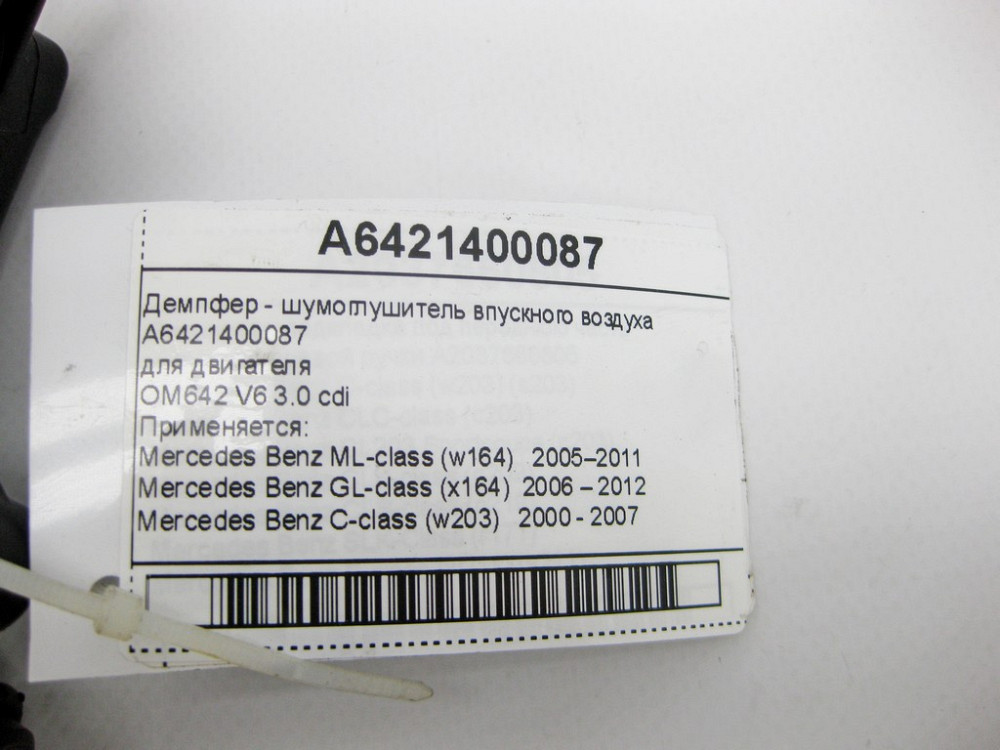 A6421400087
Демпфер - шумоглушитель впускного воздуха
A6421400087
для двигателя
OM642 V6 3.0 cdi
Применяется:
Mercedes Benz ML-class (w164) 2005–2011
Mercedes Benz GL-class (x164) 2006 – 2012
Mercedes Benz C-class (w203) 2000 - 2007